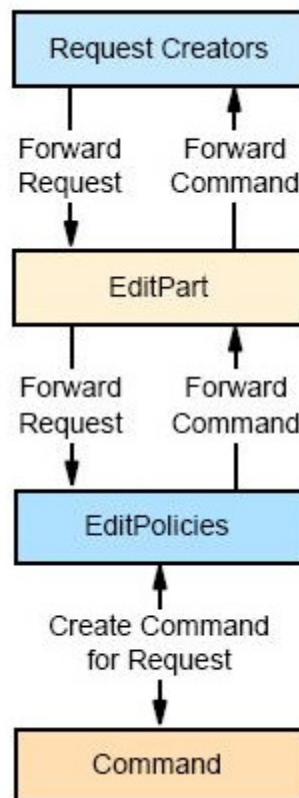 Request Creators
Forward
Request
Forward
Command
EditPart
Forward
Request
Forward
Command
EditPolicies
Create Command
for Request
Command